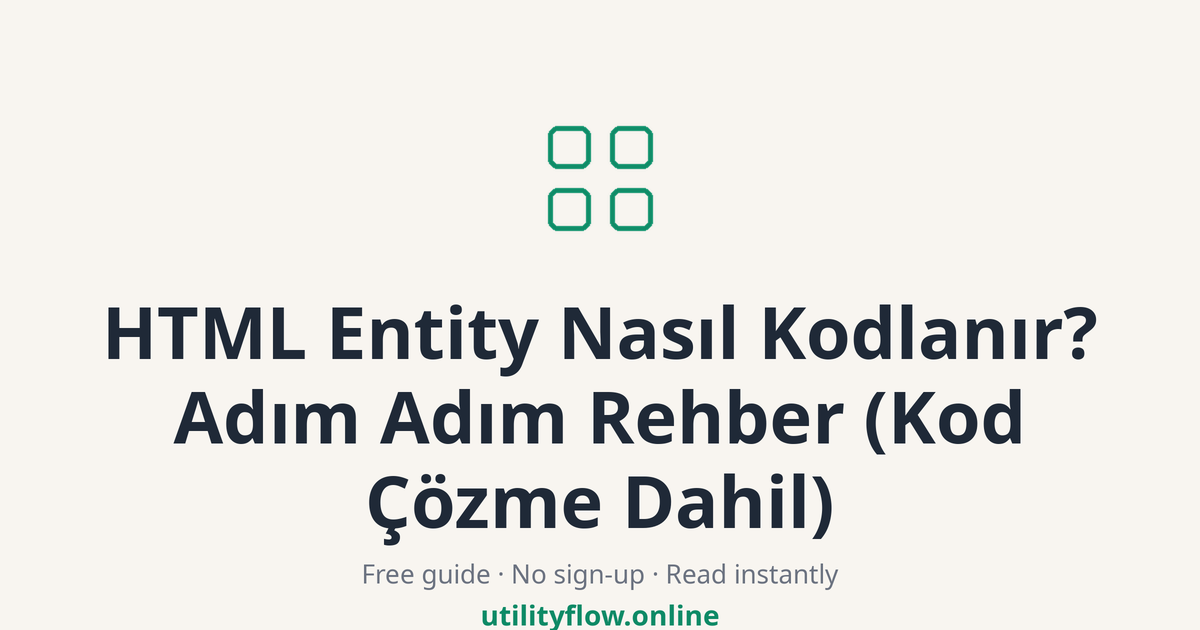 HTML Entity Nasıl Kodlanır?
Adım Adım Rehber (Kod
Çözme Dahil)
Free guide · No sign-up · Read instantly
utilityflow.online